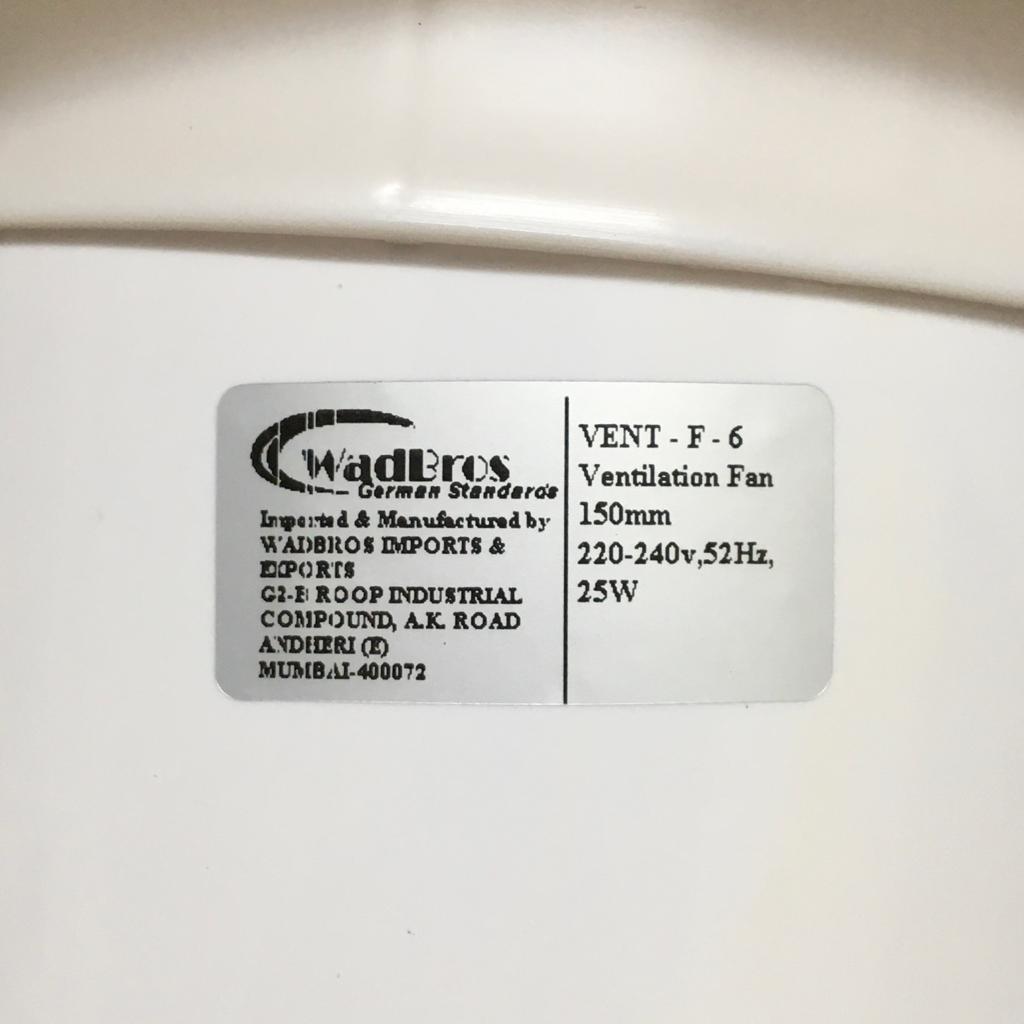 WadBros
German Standards
Imported & Manufactured by
WADBROS IMPORTS &
EXPORTS
G2-B ROOP INDUSTRIAL
COMPOUND, A.K. ROAD
ANDHERI (E)
MUMBAI-400072
VENT - F - 6
Ventilation Fan
150mm
220-240v,52Hz,
25W